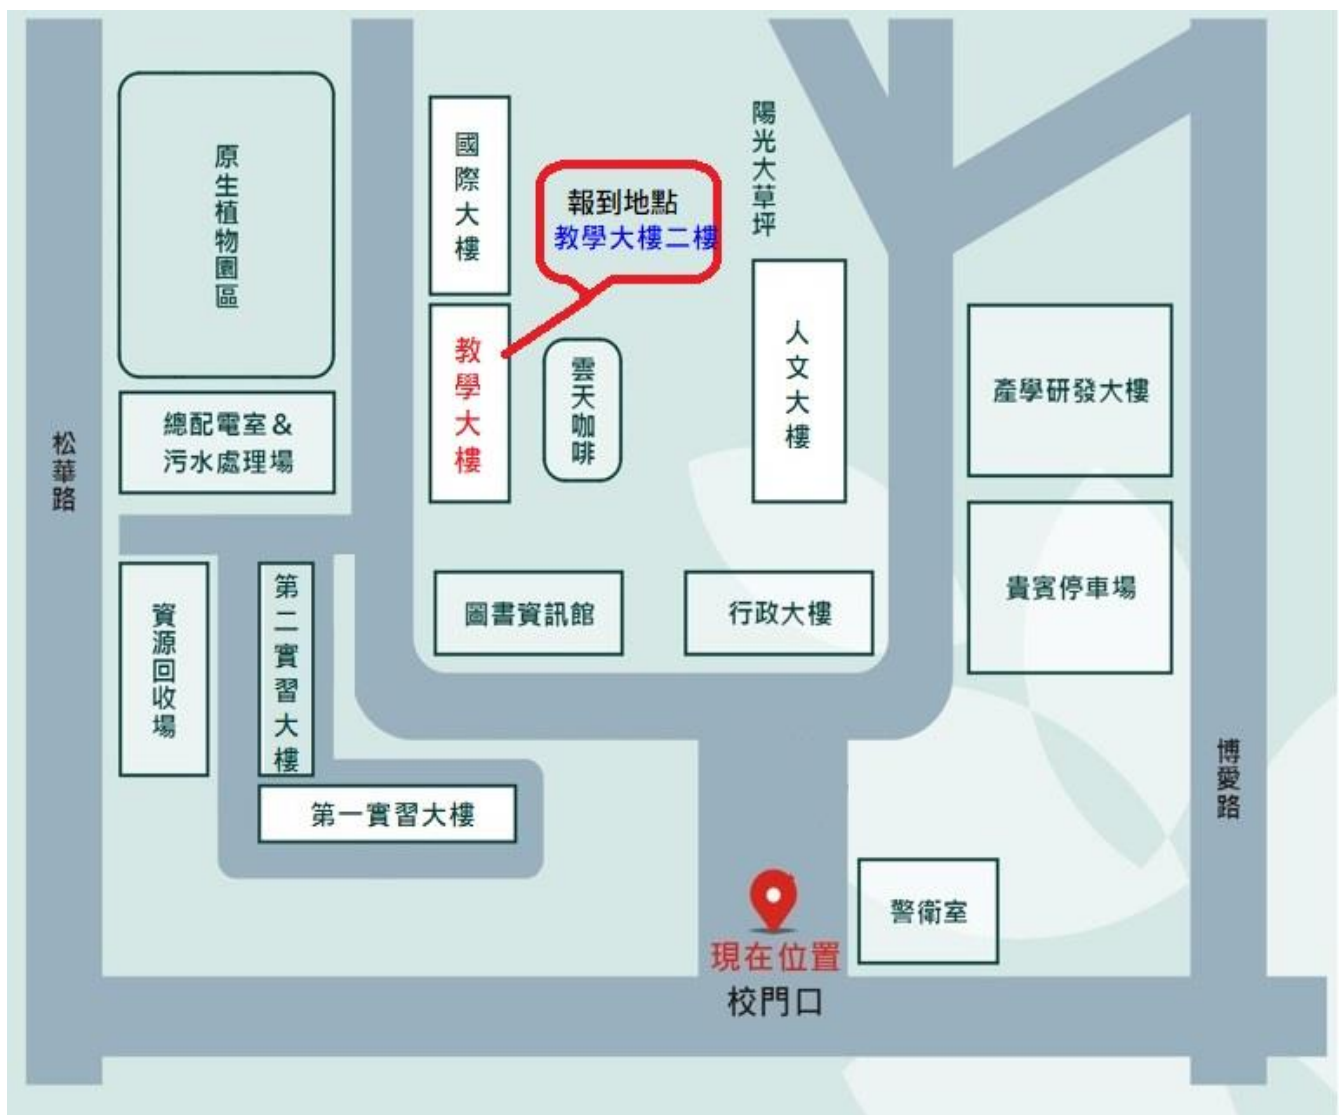 陽光大草坪
國際大樓
原生植物園區
報到地點
教學大樓二樓
人文大樓
教學大樓
雲天咖啡
產學研發大樓
總配電室&
污水處理場
松華路
第二實習大樓
圖書資訊館
行政大樓
貴賓停車場
資源回收場
博愛路
第一實習大樓
警衛室
現在位置
校門口